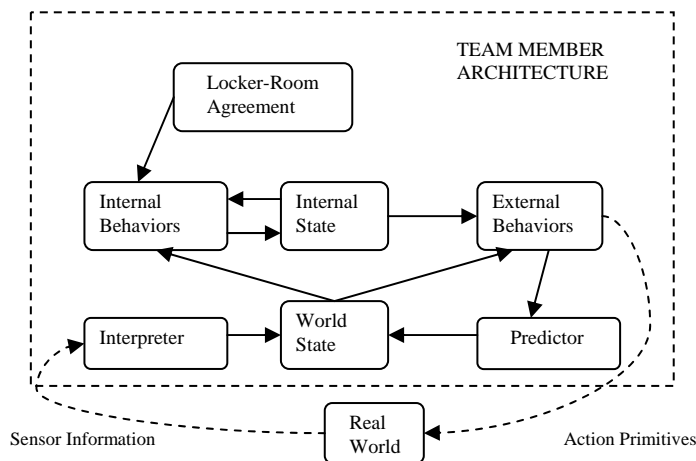 TEAM MEMBER
ARCHITECTURE
Locker-Room
Agreement
Internal
Behaviors
Internal
State
External
Behaviors
Interpreter
World
State
Predictor
Real
World
Sensor Information
Action Primitives